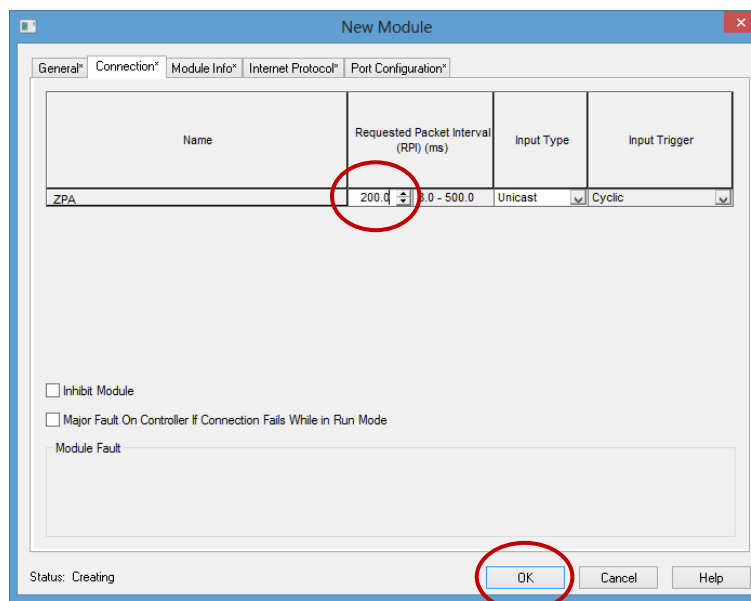 New Module
General* Connection* Module Info* Internet Protocol* Port Configuration*
Name Requested Packet Interval Input Type Input Trigger
(RPI) (ms)
ZPA 200.0 3.0 - 500.0 Unicast Cyclic
Inhibit Module
Major Fault On Controller If Connection Fails While in Run Mode
Module Fault
Status: Creating OK Cancel Help